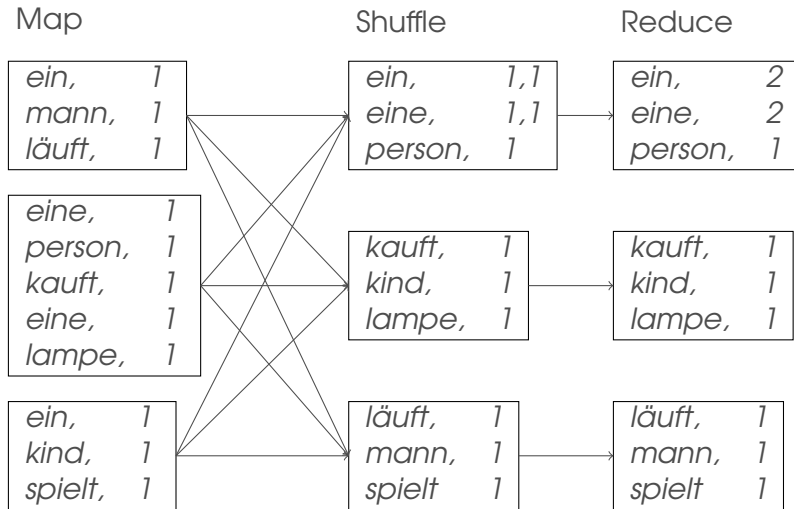 Map Shuffle Reduce
ein, 1
mann, 1
läuft, 1
eine, 1
person, 1
kauft, 1
eine, 1
lampe, 1
ein, 1
kind, 1
spielt, 1
ein, 1,1
eine, 1,1
person, 1
kauft, 1
kind, 1
lampe, 1
läuft, 1
mann, 1
spielt 1
ein, 2
eine, 2
person, 1
kauft, 1
kind, 1
lampe, 1
läuft, 1
mann, 1
spielt 1